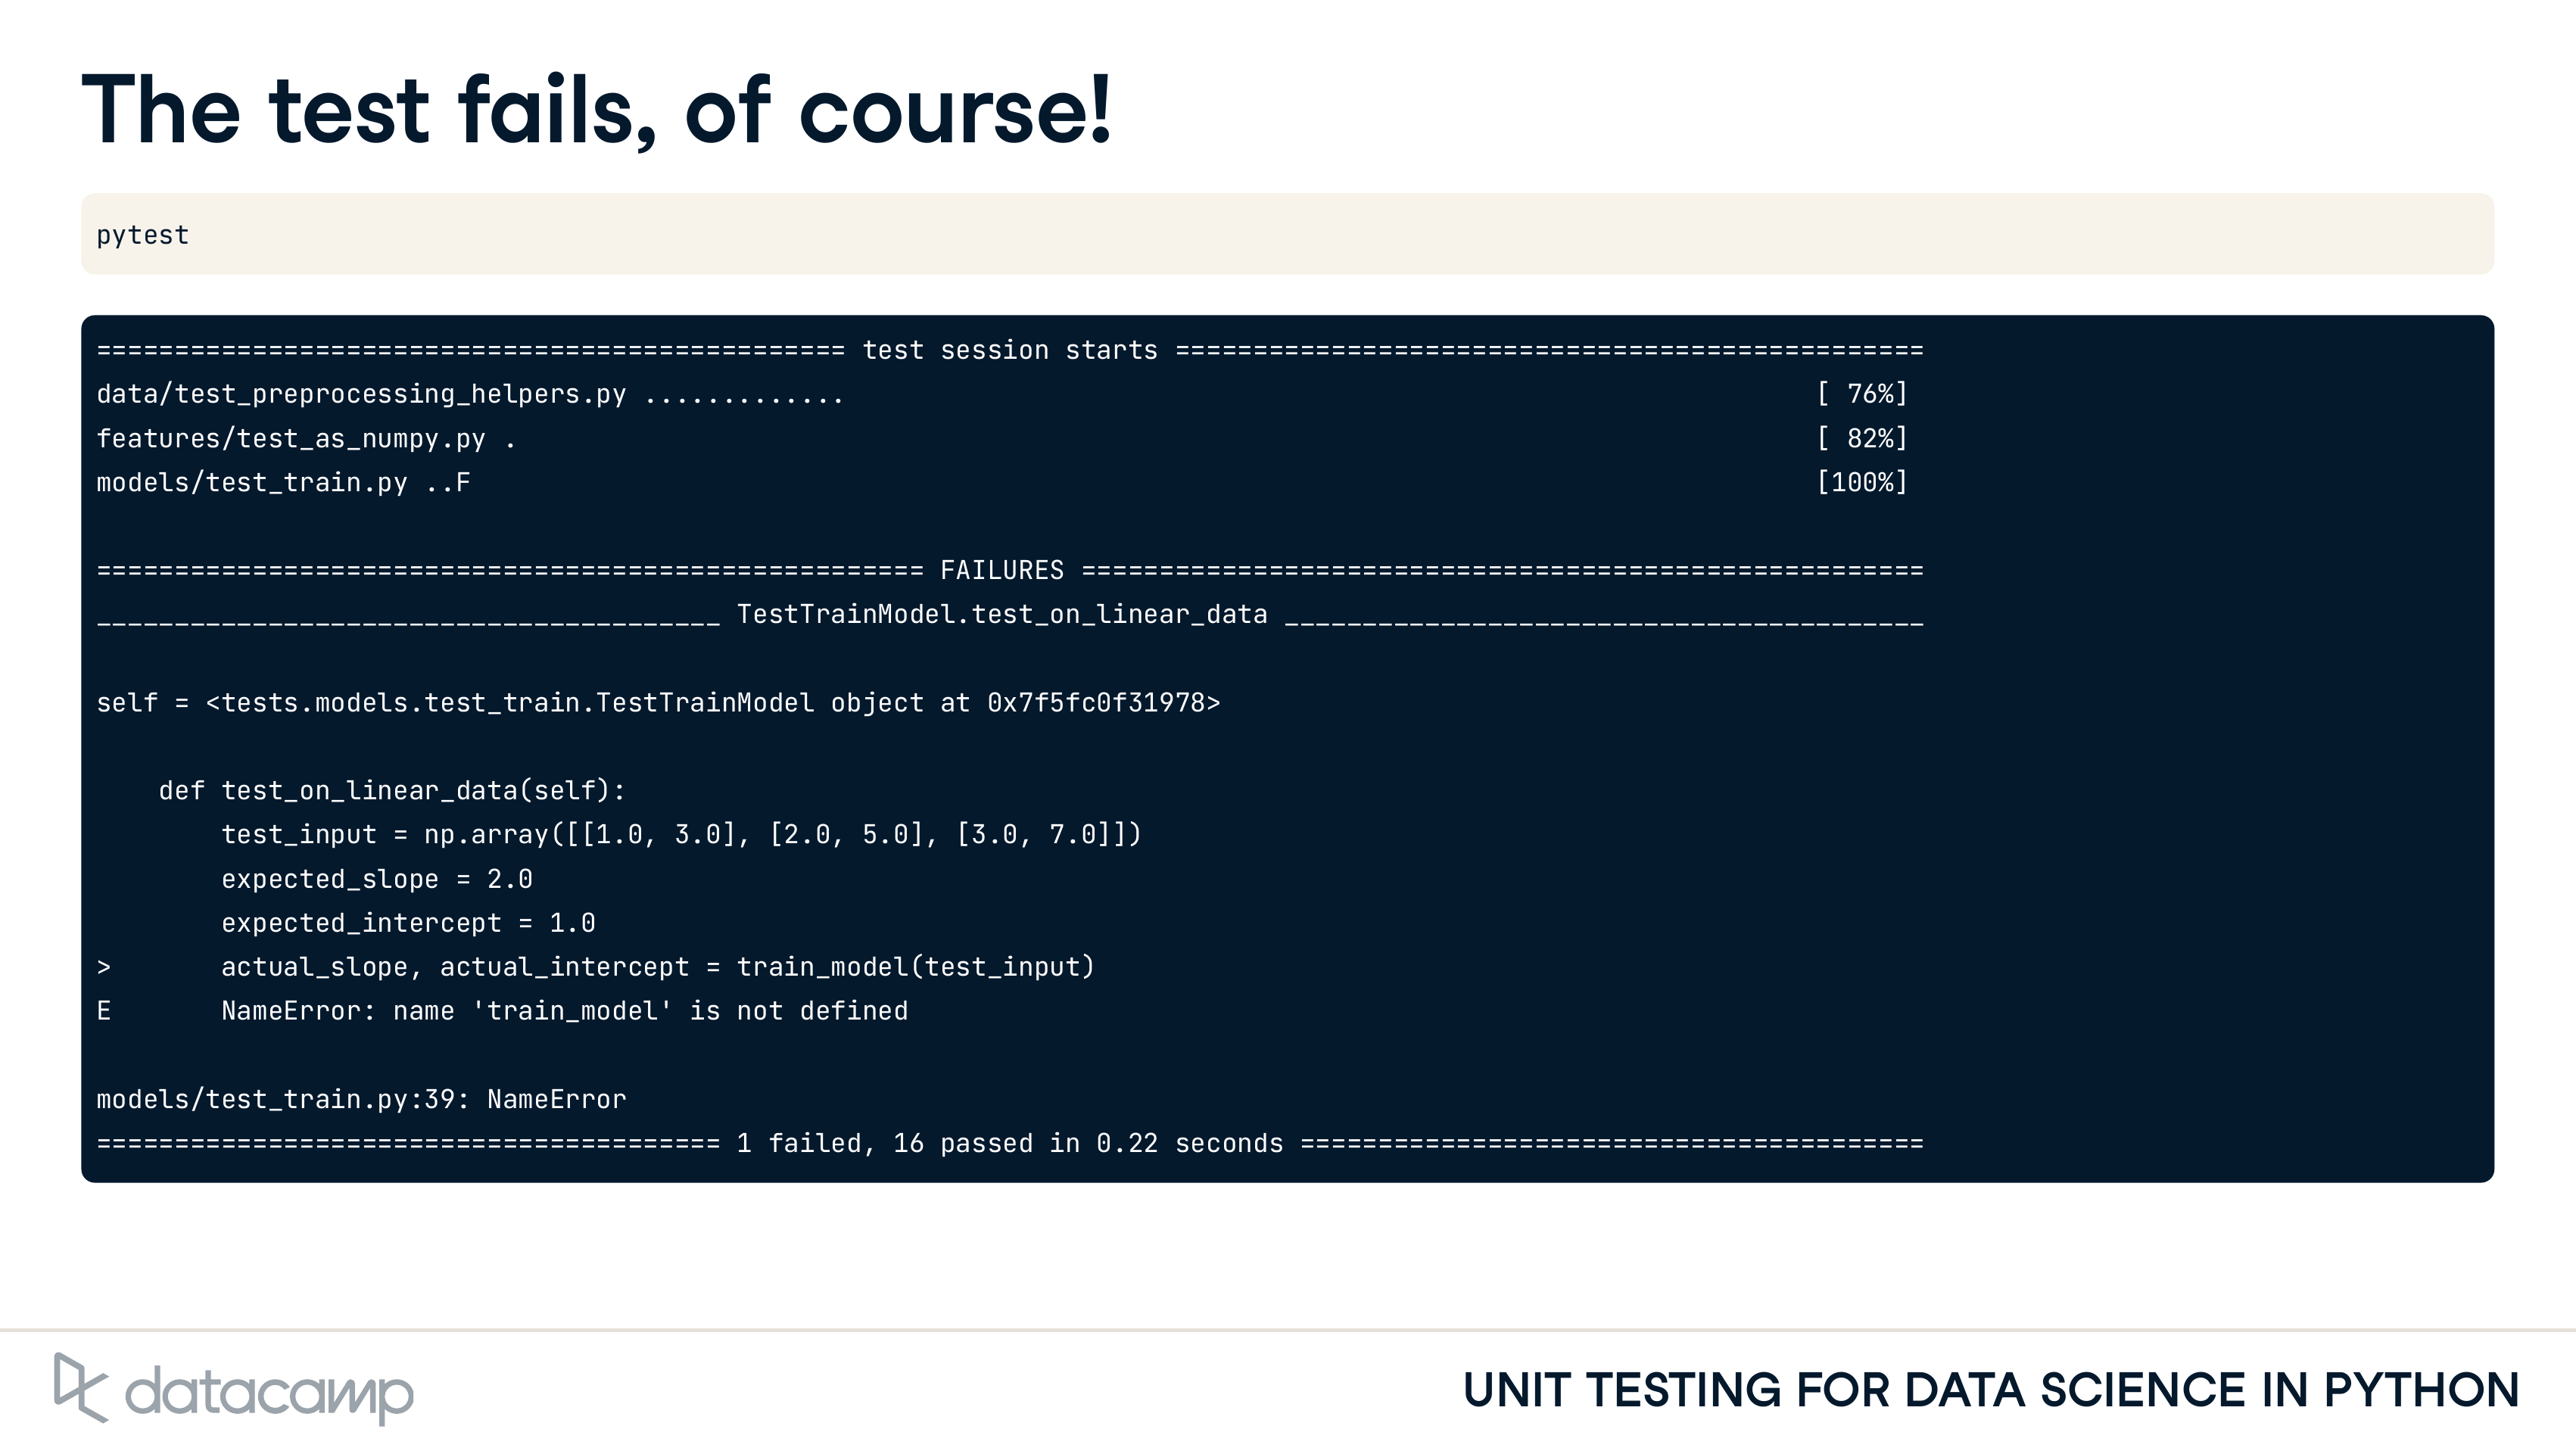 The test fails, of course!
pytest
================================================ test session starts ================================================
data/test_preprocessing_helpers.py ............. [ 76%]
features/test_as_numpy.py . [ 82%]
models/test_train.py ..F [100%]
===================================================== FAILURES ======================================================
________________________________________ TestTrainModel.test_on_linear_data _________________________________________
self = <tests.models.test_train.TestTrainModel object at 0x7f5fc0f31978>
def test_on_linear_data(self):
test_input = np.array([[1.0, 3.0], [2.0, 5.0], [3.0, 7.0]])
expected_slope = 2.0
expected_intercept = 1.0
> actual_slope, actual_intercept = train_model(test_input)
E NameError: name 'train_model' is not defined
models/test_train.py:39: NameError
======================================== 1 failed, 16 passed in 0.22 seconds ========================================
datacamp
UNIT TESTING FOR DATA SCIENCE IN PYTHON